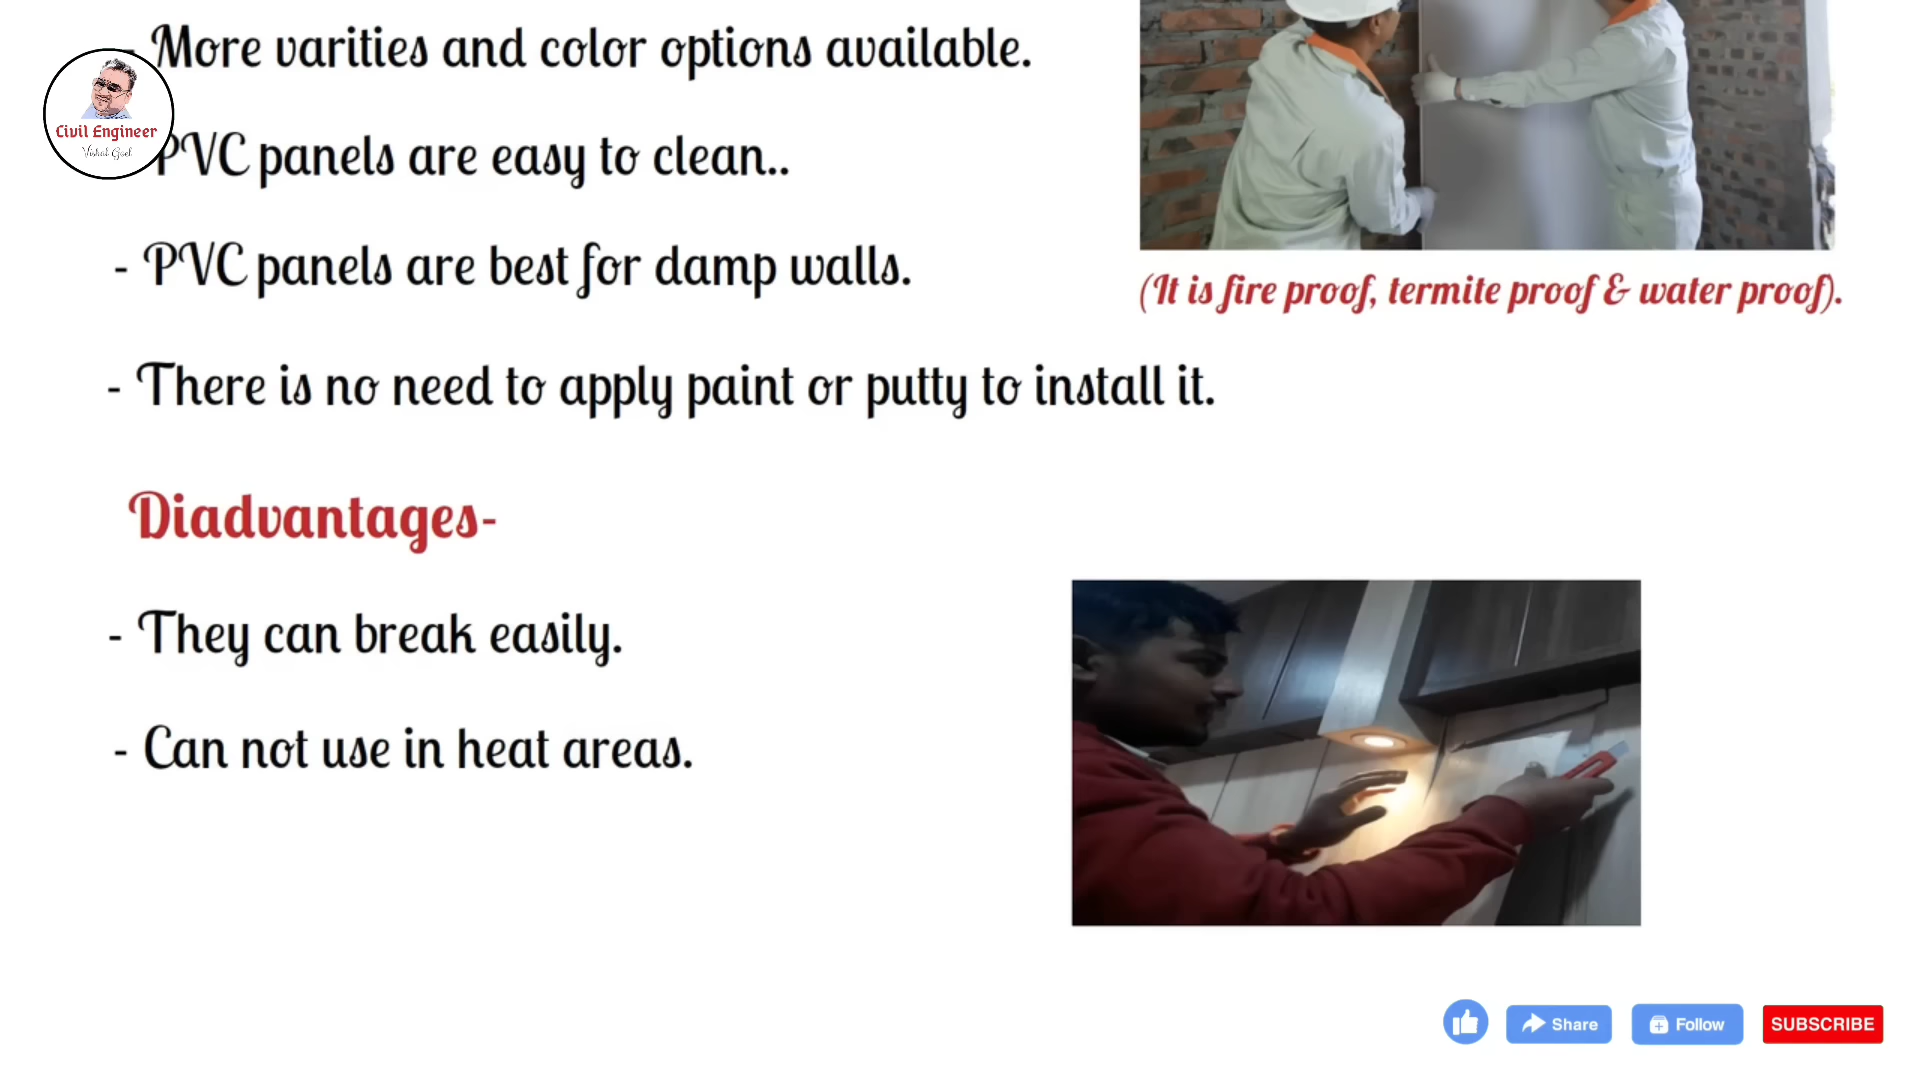 - More varities and color options available.
Civil Engineer
Vishal Goel
PVC panels are easy to clean..
- PVC panels are best for damp walls.
(It is fire proof, termite proof & water proof).
- There is no need to apply paint or putty to install it.
Diadvantages-
- They can break easily.
- Can not use in heat areas.
Share
Follow
SUBSCRIBE